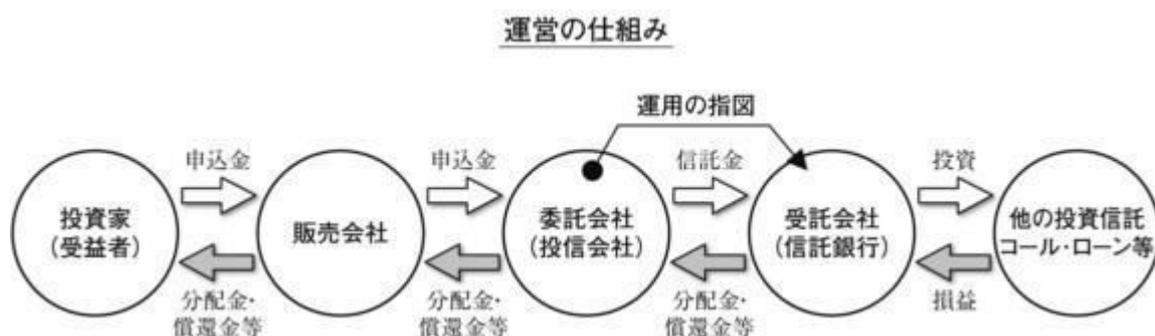 運営の仕組み
運用の指図
申込金
申込金
信託金
投資
投資家
(受益者)
販売会社
委託会社
(投信会社)
受託会社
(信託銀行)
他の投資信託
コール・ローン等
分配金・
償還金等
分配金・
償還金等
分配金・
償還金等
損益